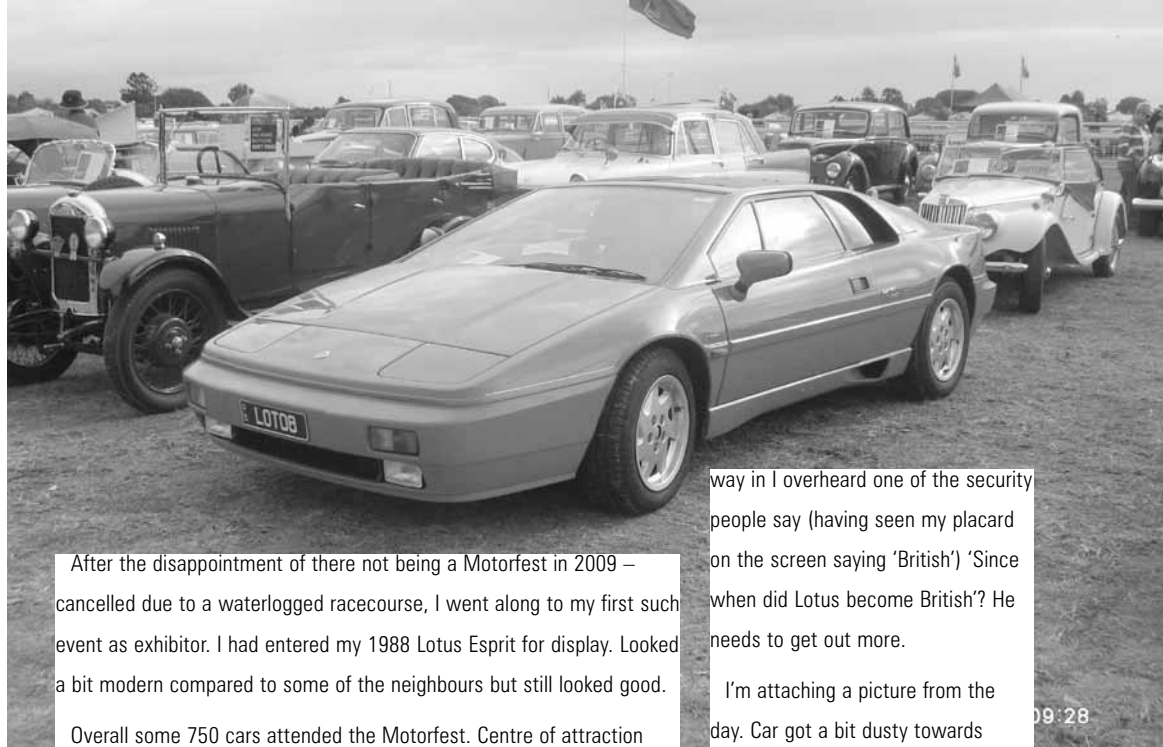 LOTO8
After the disappointment of there not being a Motorfest in 2009 –
cancelled due to a waterlogged racecourse, I went along to my first such
event as exhibitor. I had entered my 1988 Lotus Esprit for display. Looked
a bit modern compared to some of the neighbours but still looked good.
Overall some 750 cars attended the Motorfest. Centre of attraction
way in I overheard one of the security
people say (having seen my placard
on the screen saying ‘British’) ‘Since
when did Lotus become British’? He
needs to get out more.
I’m attaching a picture from the
day. Car got a bit dusty towards
09:28